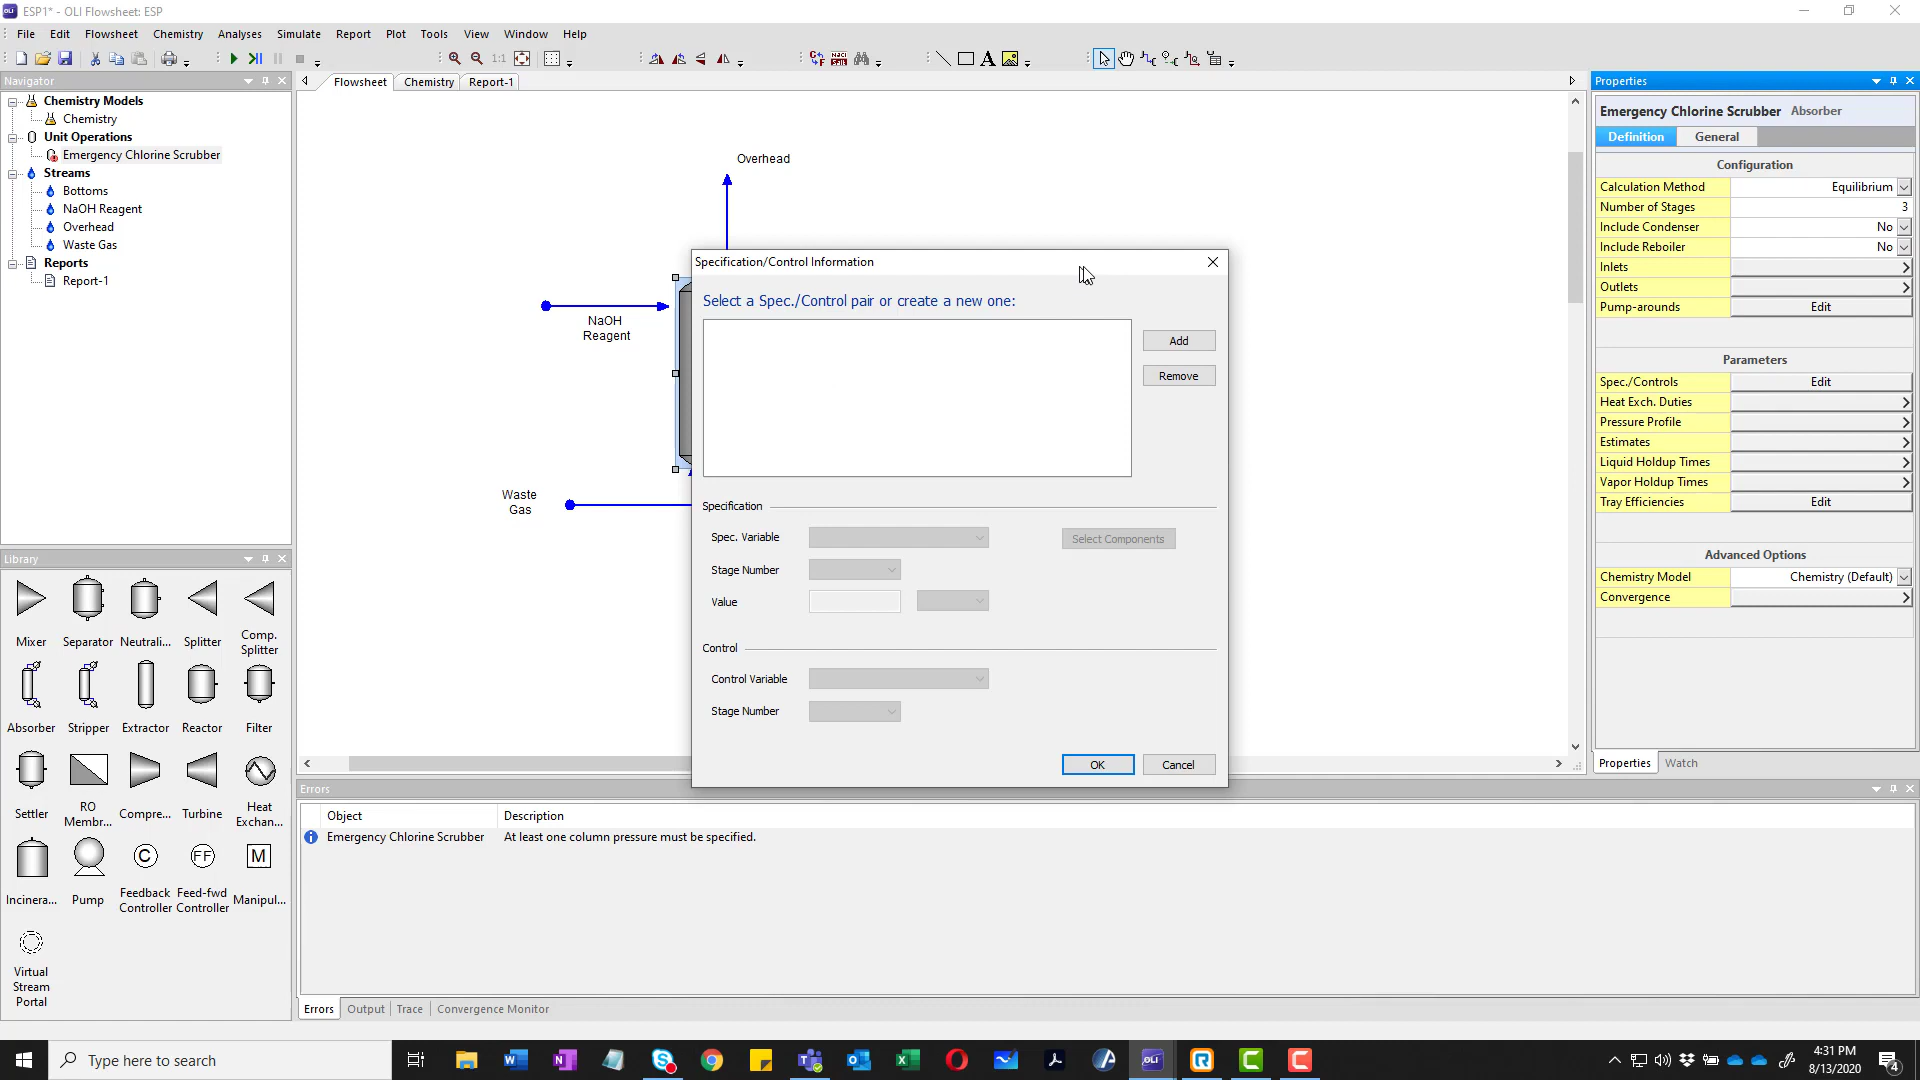 ESP1* - OLI Flowsheet: ESP
File Edit Flowsheet Chemistry Analyses Simulate Report Plot Tools View Window Help
1:1
Navigator
Chemistry Models
Chemistry
Unit Operations
Emergency Chlorine Scrubber
Streams
Bottoms
NaOH Reagent
Overhead
Waste Gas
Reports
Report-1
Library
Mixer
Separator
Neutrali...
Splitter
Comp.
Splitter
Absorber
Stripper
Extractor
Reactor
Filter
Settler
RO
Membr...
Compre...
Turbine
Heat
Exchan...
Incinera...
Pump
C
Feedback
Controller
FF
Feed-fwd
Controller
M
Manipul...
Virtual
Stream
Portal
Flowsheet Chemistry Report-1
Overhead
NaOH
Reagent
Waste
Gas
Specification/Control Information
Select a Spec./Control pair or create a new one:
Add
Remove
Specification
Spec. Variable
Select Components
Stage Number
Value
Control
Control Variable
Stage Number
OK
Cancel
Properties
Emergency Chlorine Scrubber Absorber
Definition General
Configuration
Calculation Method Equilibrium
Number of Stages 3
Include Condenser No
Include Reboiler No
Inlets
Outlets
Pump-arounds Edit
Parameters
Spec./Controls Edit
Heat Exch. Duties
Pressure Profile
Estimates
Liquid Holdup Times
Vapor Holdup Times
Tray Efficiencies Edit
Advanced Options
Chemistry Model Chemistry (Default)
Convergence
Properties Watch
Errors
Object Description
Emergency Chlorine Scrubber At least one column pressure must be specified.
Errors Output Trace Convergence Monitor
Type here to search
4:31 PM
8/13/2020
4